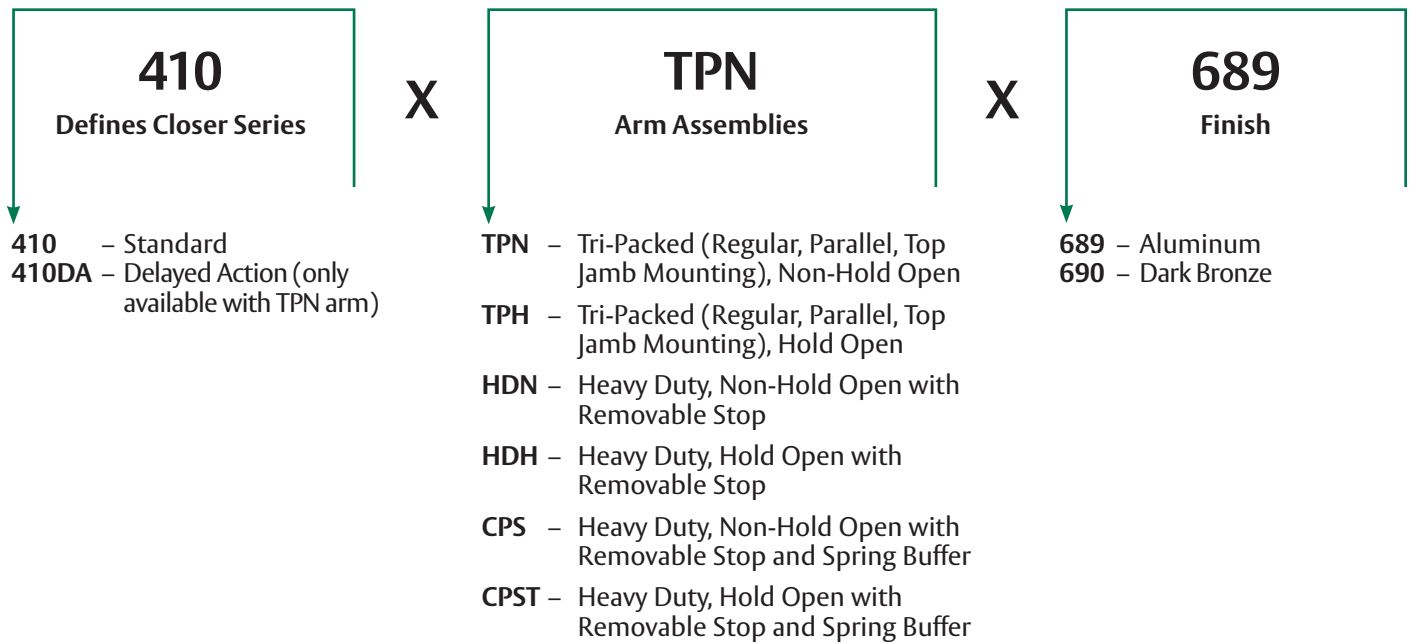 410
Defines Closer Series
X
TPN
Arm Assemblies
X
689
Finish
410 – Standard
410DA – Delayed Action (only
available with TPN arm)
TPN – Tri-Packed (Regular, Parallel, Top
Jamb Mounting), Non-Hold Open
TPH – Tri-Packed (Regular, Parallel, Top
Jamb Mounting), Hold Open
HDN – Heavy Duty, Non-Hold Open with
Removable Stop
HDH – Heavy Duty, Hold Open with
Removable Stop
CPS – Heavy Duty, Non-Hold Open with
Removable Stop and Spring Buffer
CPST – Heavy Duty, Hold Open with
Removable Stop and Spring Buffer
689 – Aluminum
690 – Dark Bronze